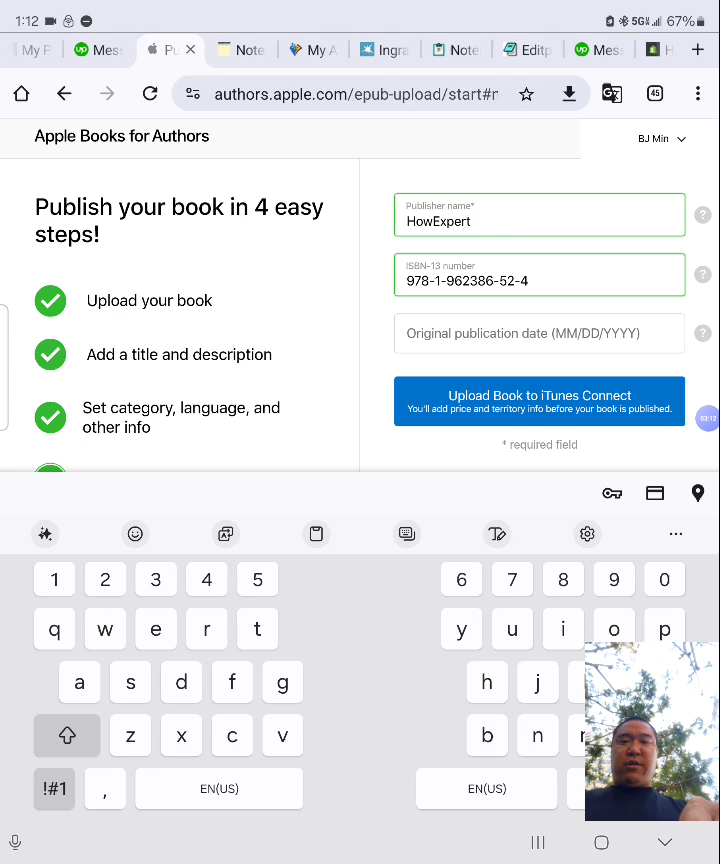 1:12 5G 67%
My P Mess Pu Note My A Ingra Note Editp Mess H
authors.apple.com/epub-upload/start#n 45
Apple Books for Authors
BJ Min
Publish your book in 4 easy
steps!
Upload your book
Add a title and description
Set category, language, and
other info
Publisher name*
HowExpert
?
ISBN-13 number
978-1-962386-52-4
?
Original publication date (MM/DD/YYYY)
?
Upload Book to iTunes Connect
You'll add price and territory info before your book is published.
03:12
* required field
1 2 3 4 5 6 7 8 9 0
q w e r t y u i o p
a s d f g h j
z x c v b n
!#1 , EN(US) EN(US)